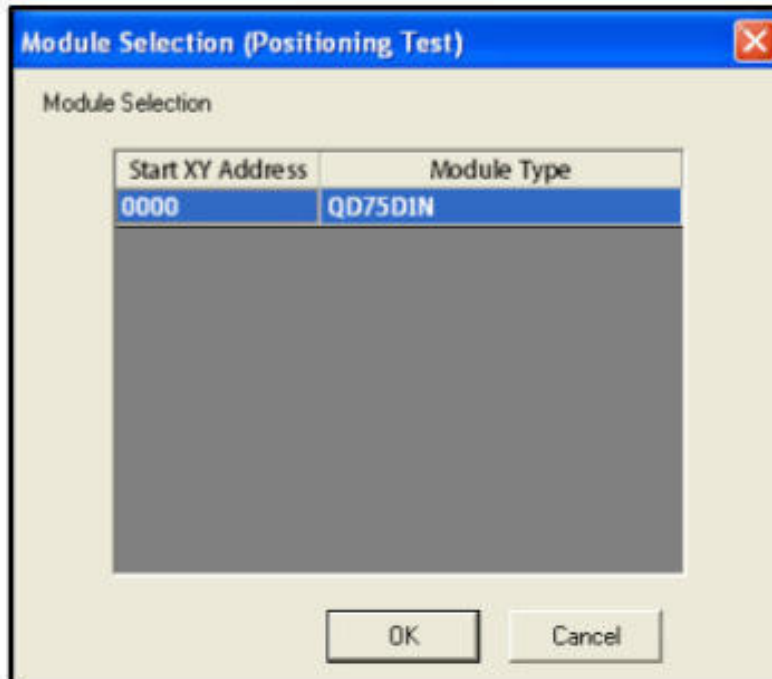 Module Selection (Positioning Test)
Module Selection
Start XY Address Module Type
0000 QD75D1N
OK Cancel